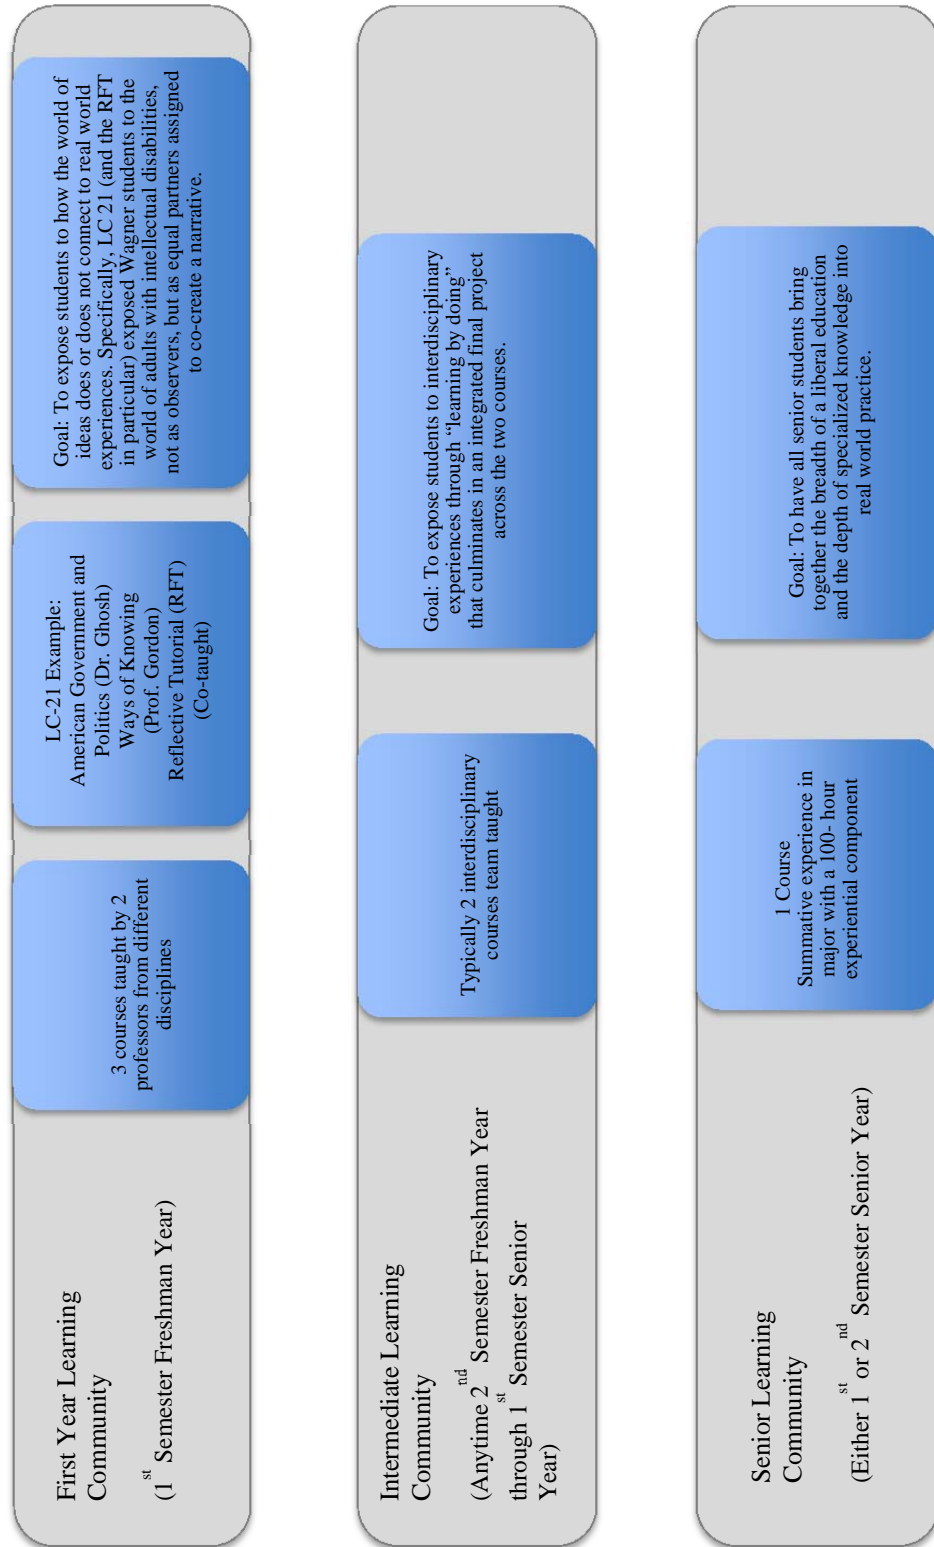 First Year Learning
Community
(1st Semester Freshman Year)
3 courses taught by 2
professors from different
disciplines
LC-21 Example:
American Government and
Politics (Dr. Ghosh)
Ways of Knowing
(Prof. Gordon)
Reflective Tutorial (RFT)
(Co-taught)
Goal: To expose students to how the world of
ideas does or does not connect to real world
experiences. Specifically, LC 21 (and the RFT
in particular) exposed Wagner students to the
world of adults with intellectual disabilities,
not as observers, but as equal partners assigned
to co-create a narrative.
Intermediate Learning
Community
(Anytime 2nd Semester Freshman Year
through 1st Semester Senior
Year)
Typically 2 interdisciplinary
courses team taught
Goal: To expose students to interdisciplinary
experiences through “learning by doing”
that culminates in an integrated final project
across the two courses.
Senior Learning
Community
(Either 1st or 2nd Semester Senior Year)
1 Course
Summative experience in
major with a 100- hour
experiential component
Goal: To have all senior students bring
together the breadth of a liberal education
and the depth of specialized knowledge into
real world practice.